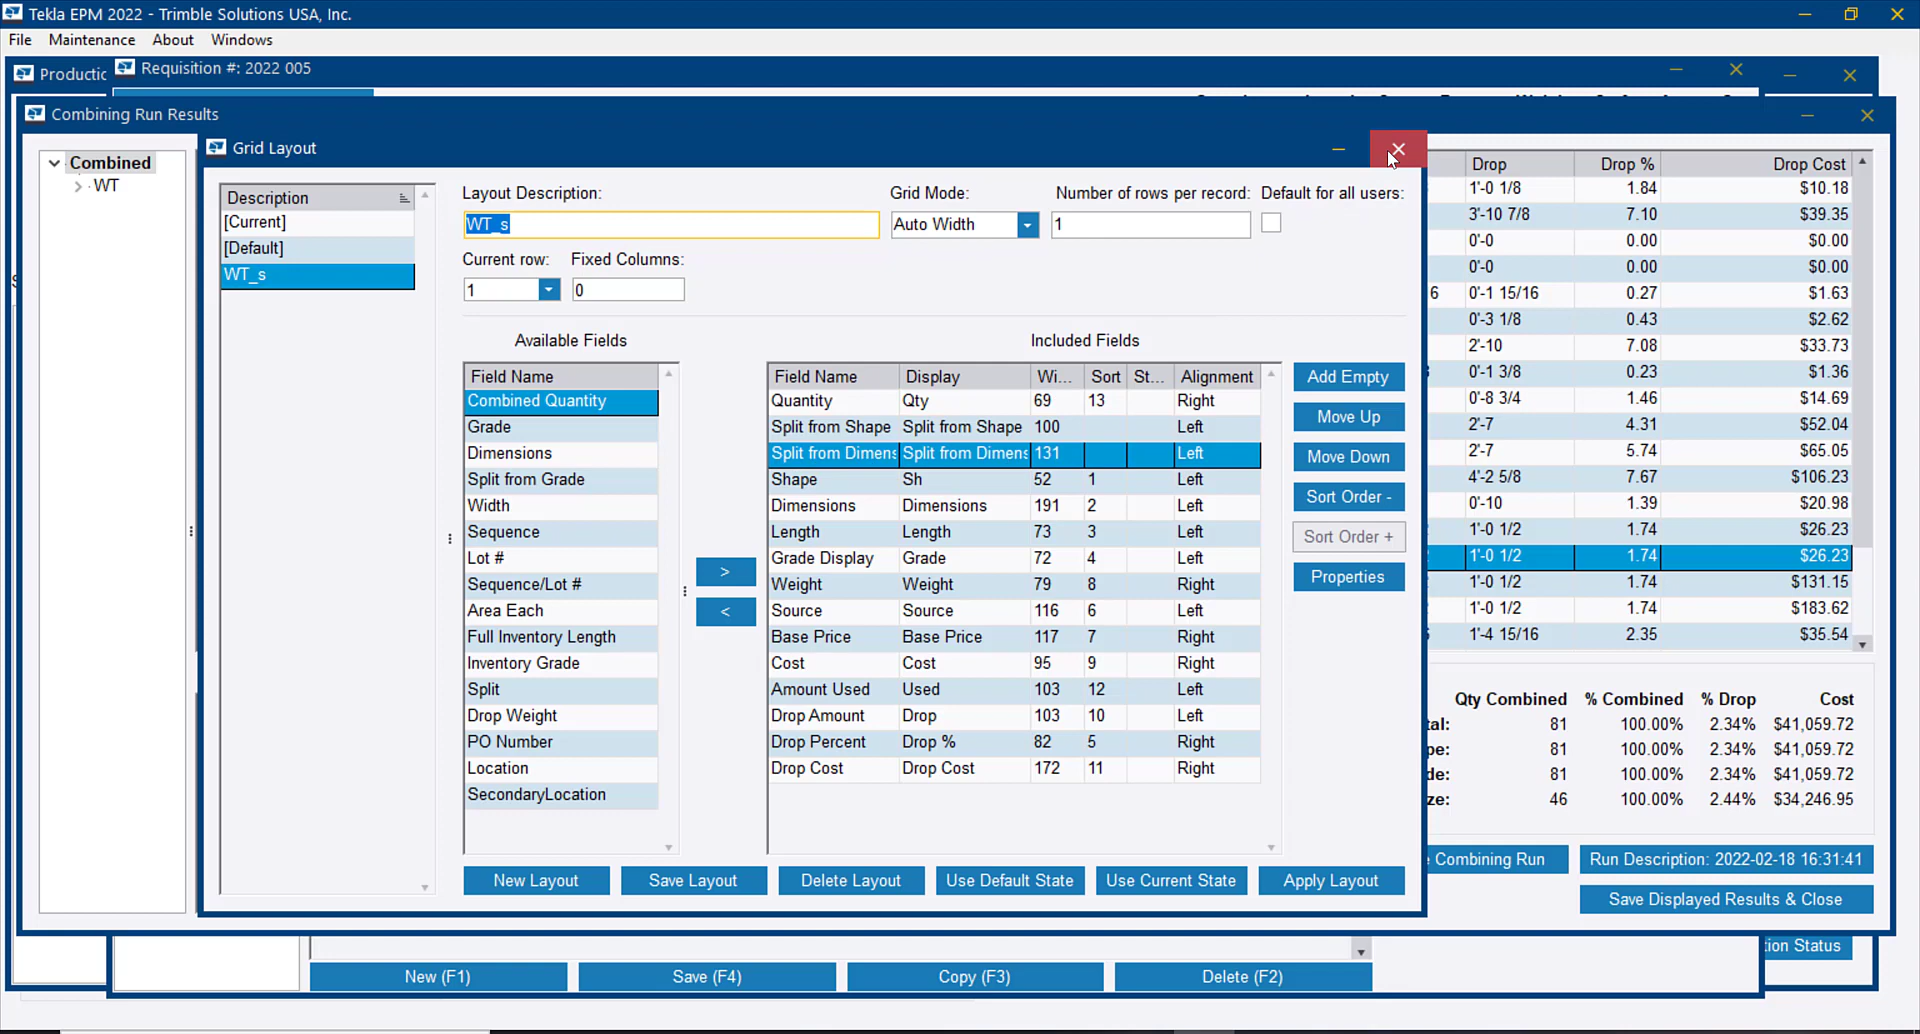 Tekla EPM 2022 - Trimble Solutions USA, Inc.
File Maintenance About Windows
Requisition #: 2022 005
Combining Run Results
Grid Layout
Combined
WT
Description
[Current]
[Default]
WT_s
Layout Description:
WT_s
Grid Mode:
Auto Width
Number of rows per record:
1
Default for all users:
Current row:
1
Fixed Columns:
0
Available Fields
Field Name
Combined Quantity
Grade
Dimensions
Split from Grade
Width
Sequence
Lot #
Sequence/Lot #
Area Each
Full Inventory Length
Inventory Grade
Split
Drop Weight
PO Number
Location
SecondaryLocation
>
<
Included Fields
Field Name Display Wi... Sort St... Alignment
Quantity Qty 69 13 Right
Split from Shape Split from Shape 100 Left
Split from Dimens Split from Dimens 131 Left
Shape Sh 52 1 Left
Dimensions Dimensions 191 2 Left
Length Length 73 3 Left
Grade Display Grade 72 4 Left
Weight Weight 79 8 Right
Source Source 116 6 Left
Base Price Base Price 117 7 Right
Cost Cost 95 9 Right
Amount Used Used 103 12 Left
Drop Amount Drop 103 10 Left
Drop Percent Drop % 82 5 Right
Drop Cost Drop Cost 172 11 Right
Add Empty
Move Up
Move Down
Sort Order -
Sort Order +
Properties
New Layout Save Layout Delete Layout Use Default State Use Current State Apply Layout
Drop Drop % Drop Cost
1'-0 1/8 1.84 $10.18
3'-10 7/8 7.10 $39.35
0'-0 0.00 $0.00
0'-0 0.00 $0.00
6 0'-1 15/16 0.27 $1.63
0'-3 1/8 0.43 $2.62
2'-10 7.08 $33.73
0'-1 3/8 0.23 $1.36
0'-8 3/4 1.46 $14.69
2'-7 4.31 $52.04
2'-7 5.74 $65.05
4'-2 5/8 7.67 $106.23
0'-10 1.39 $20.98
1'-0 1/2 1.74 $26.23
1'-0 1/2 1.74 $26.23
1'-0 1/2 1.74 $131.15
1'-0 1/2 1.74 $183.62
1'-4 15/16 2.35 $35.54
Qty Combined % Combined % Drop Cost
tal: 81 100.00% 2.34% $41,059.72
pe: 81 100.00% 2.34% $41,059.72
de: 81 100.00% 2.34% $41,059.72
ze: 46 100.00% 2.44% $34,246.95
e Combining Run
Run Description: 2022-02-18 16:31:41
Save Displayed Results & Close
tion Status
New (F1) Save (F4) Copy (F3) Delete (F2)